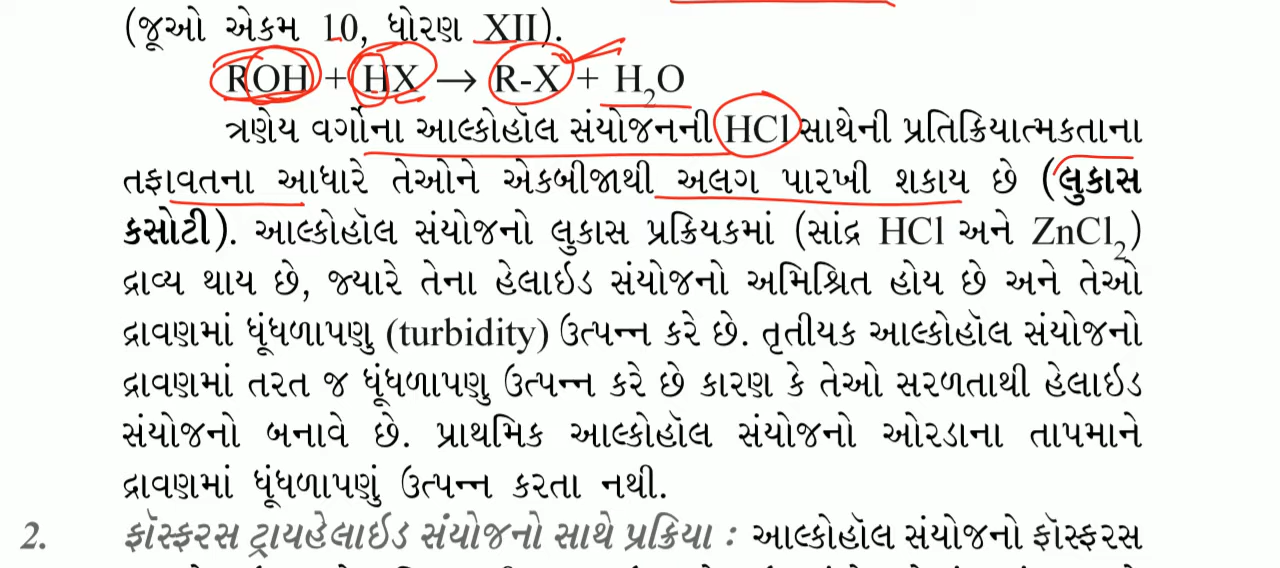 (જૂઓ એકમ 10, ધોરણ XII).
ROH + HX → R-X + H₂O
ત્રણેય વર્ગોના આલ્કોહૉલ સંયોજનની HCl સાથેની પ્રતિક્રિયાત્મકતાના
તફાવતના આધારે તેઓને એકબીજાથી અલગ પારખી શકાય છે (લુકાસ
કસોટી). આલ્કોહૉલ સંયોજનો લુકાસ પ્રક્રિયકમાં (સાંદ્ર HCl અને ZnCl₂)
દ્રાવ્ય થાય છે, જ્યારે તેના હેલાઇડ સંયોજનો અમિશ્રિત હોય છે અને તેઓ
દ્રાવણમાં ધૂંધળાપણુ (turbidity) ઉત્પન્ન કરે છે. તૃતીયક આલ્કોહૉલ સંયોજનો
દ્રાવણમાં તરત જ ધૂંધળાપણુ ઉત્પન્ન કરે છે કારણ કે તેઓ સરળતાથી હેલાઇડ
સંયોજનો બનાવે છે. પ્રાથમિક આલ્કોહૉલ સંયોજનો ઓરડાના તાપમાને
દ્રાવણમાં ધૂંધળાપણું ઉત્પન્ન કરતા નથી.
2. ફૉસ્ફરસ ટ્રાયહેલાઇડ સંયોજનો સાથે પ્રક્રિયા : આલ્કોહૉલ સંયોજનો ફૉસ્ફરસ